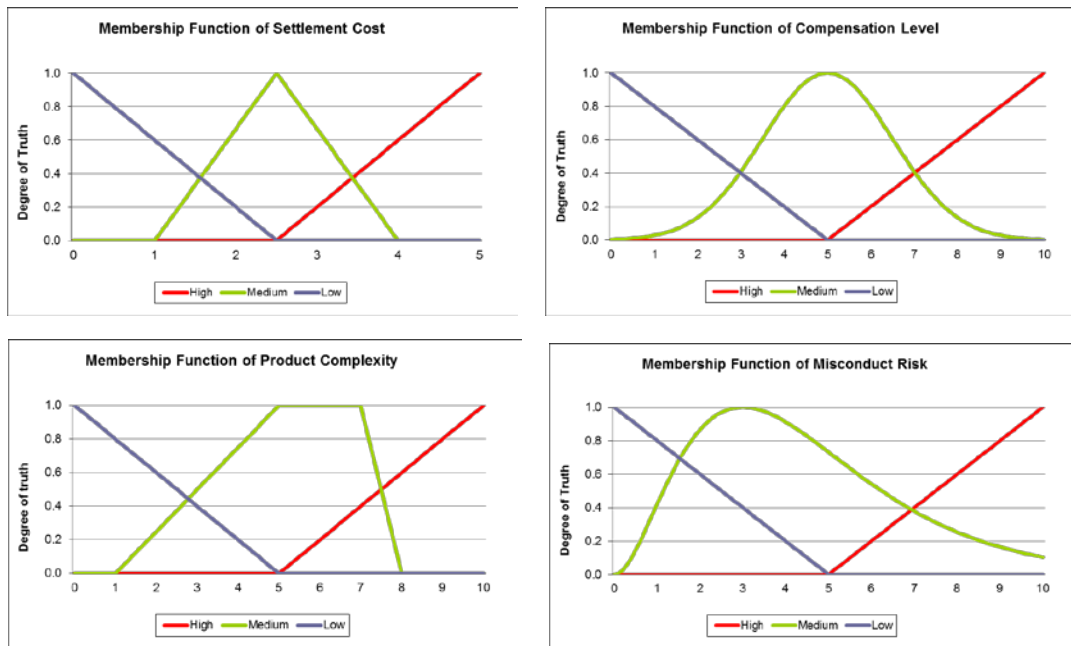 Membership Function of Settlement Cost
1.0
0.8
0.6
0.4
0.2
0.0
Degree of Truth
0 1 2 3 4 5
High Medium Low
Membership Function of Compensation Level
1.0
0.8
0.6
0.4
0.2
0.0
Degree of Truth
0 1 2 3 4 5 6 7 8 9 10
High Medium Low
Membership Function of Product Complexity
1.0
0.8
0.6
0.4
0.2
0.0
Degree of truth
0 1 2 3 4 5 6 7 8 9 10
High Medium Low
Membership Function of Misconduct Risk
1.0
0.8
0.6
0.4
0.2
0.0
Degree of Truth
0 1 2 3 4 5 6 7 8 9 10
High Medium Low